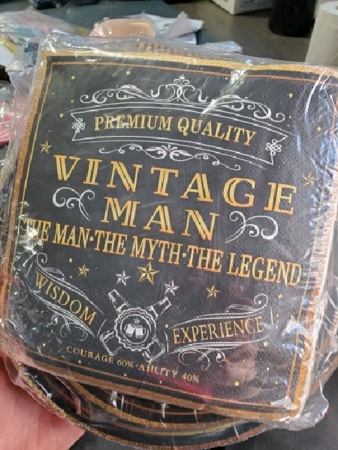 PREMIUM QUALITY
VINTAGE
MAN
THE MAN·THE MYTH·THE LEGEND
WISDOM
EXPERIENCE
COURAGE 60% · ABILITY 40%